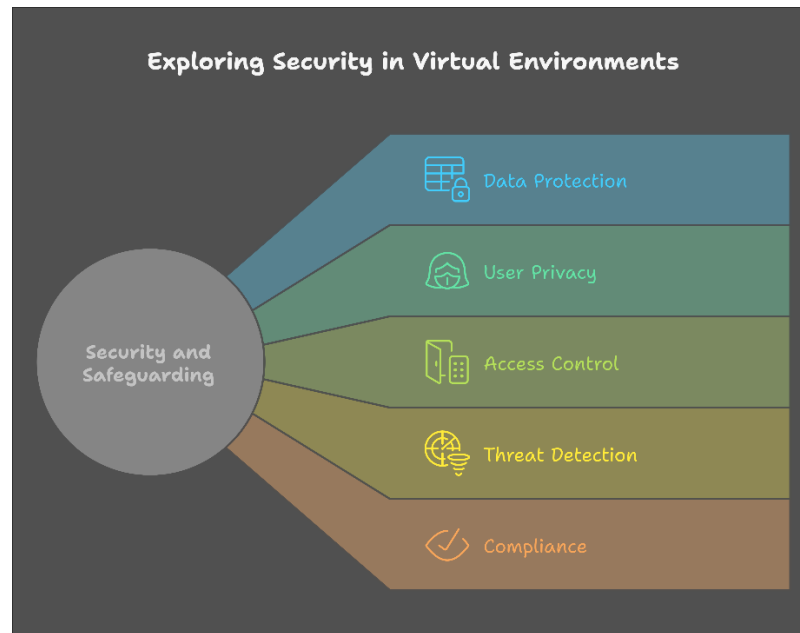 Exploring Security in Virtual Environments
Security and
Safeguarding
Data Protection
User Privacy
Access Control
Threat Detection
Compliance